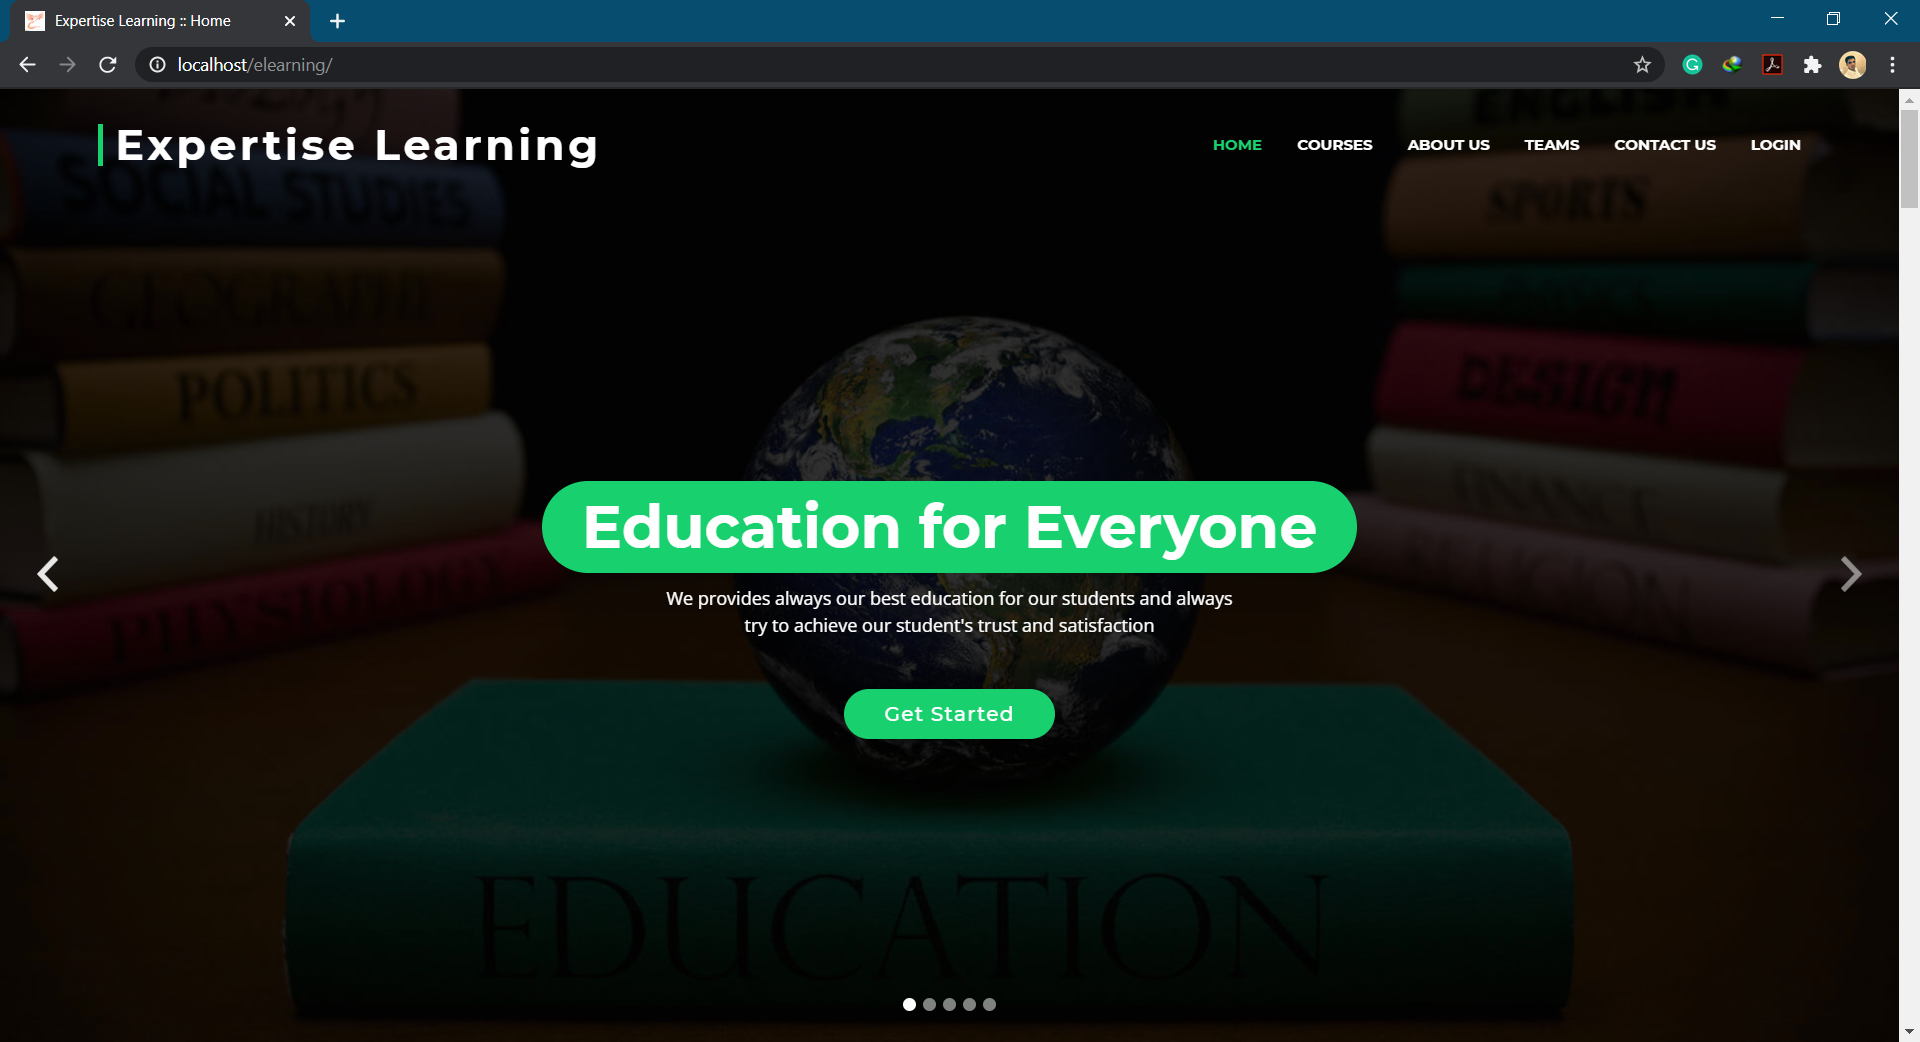 Expertise Learning :: Home
localhost/elearning/
Expertise Learning
HOME COURSES ABOUT US TEAMS CONTACT US LOGIN
ENGLISH
SOCIAL STUDIES
SPORTS
GEOGRAPHY
POLITICS
DESIGN
HISTORY
FINANCE
PHYSIOLOGY
RELIGION
Education for Everyone
We provides always our best education for our students and always
try to achieve our student's trust and satisfaction
Get Started
EDUCATION